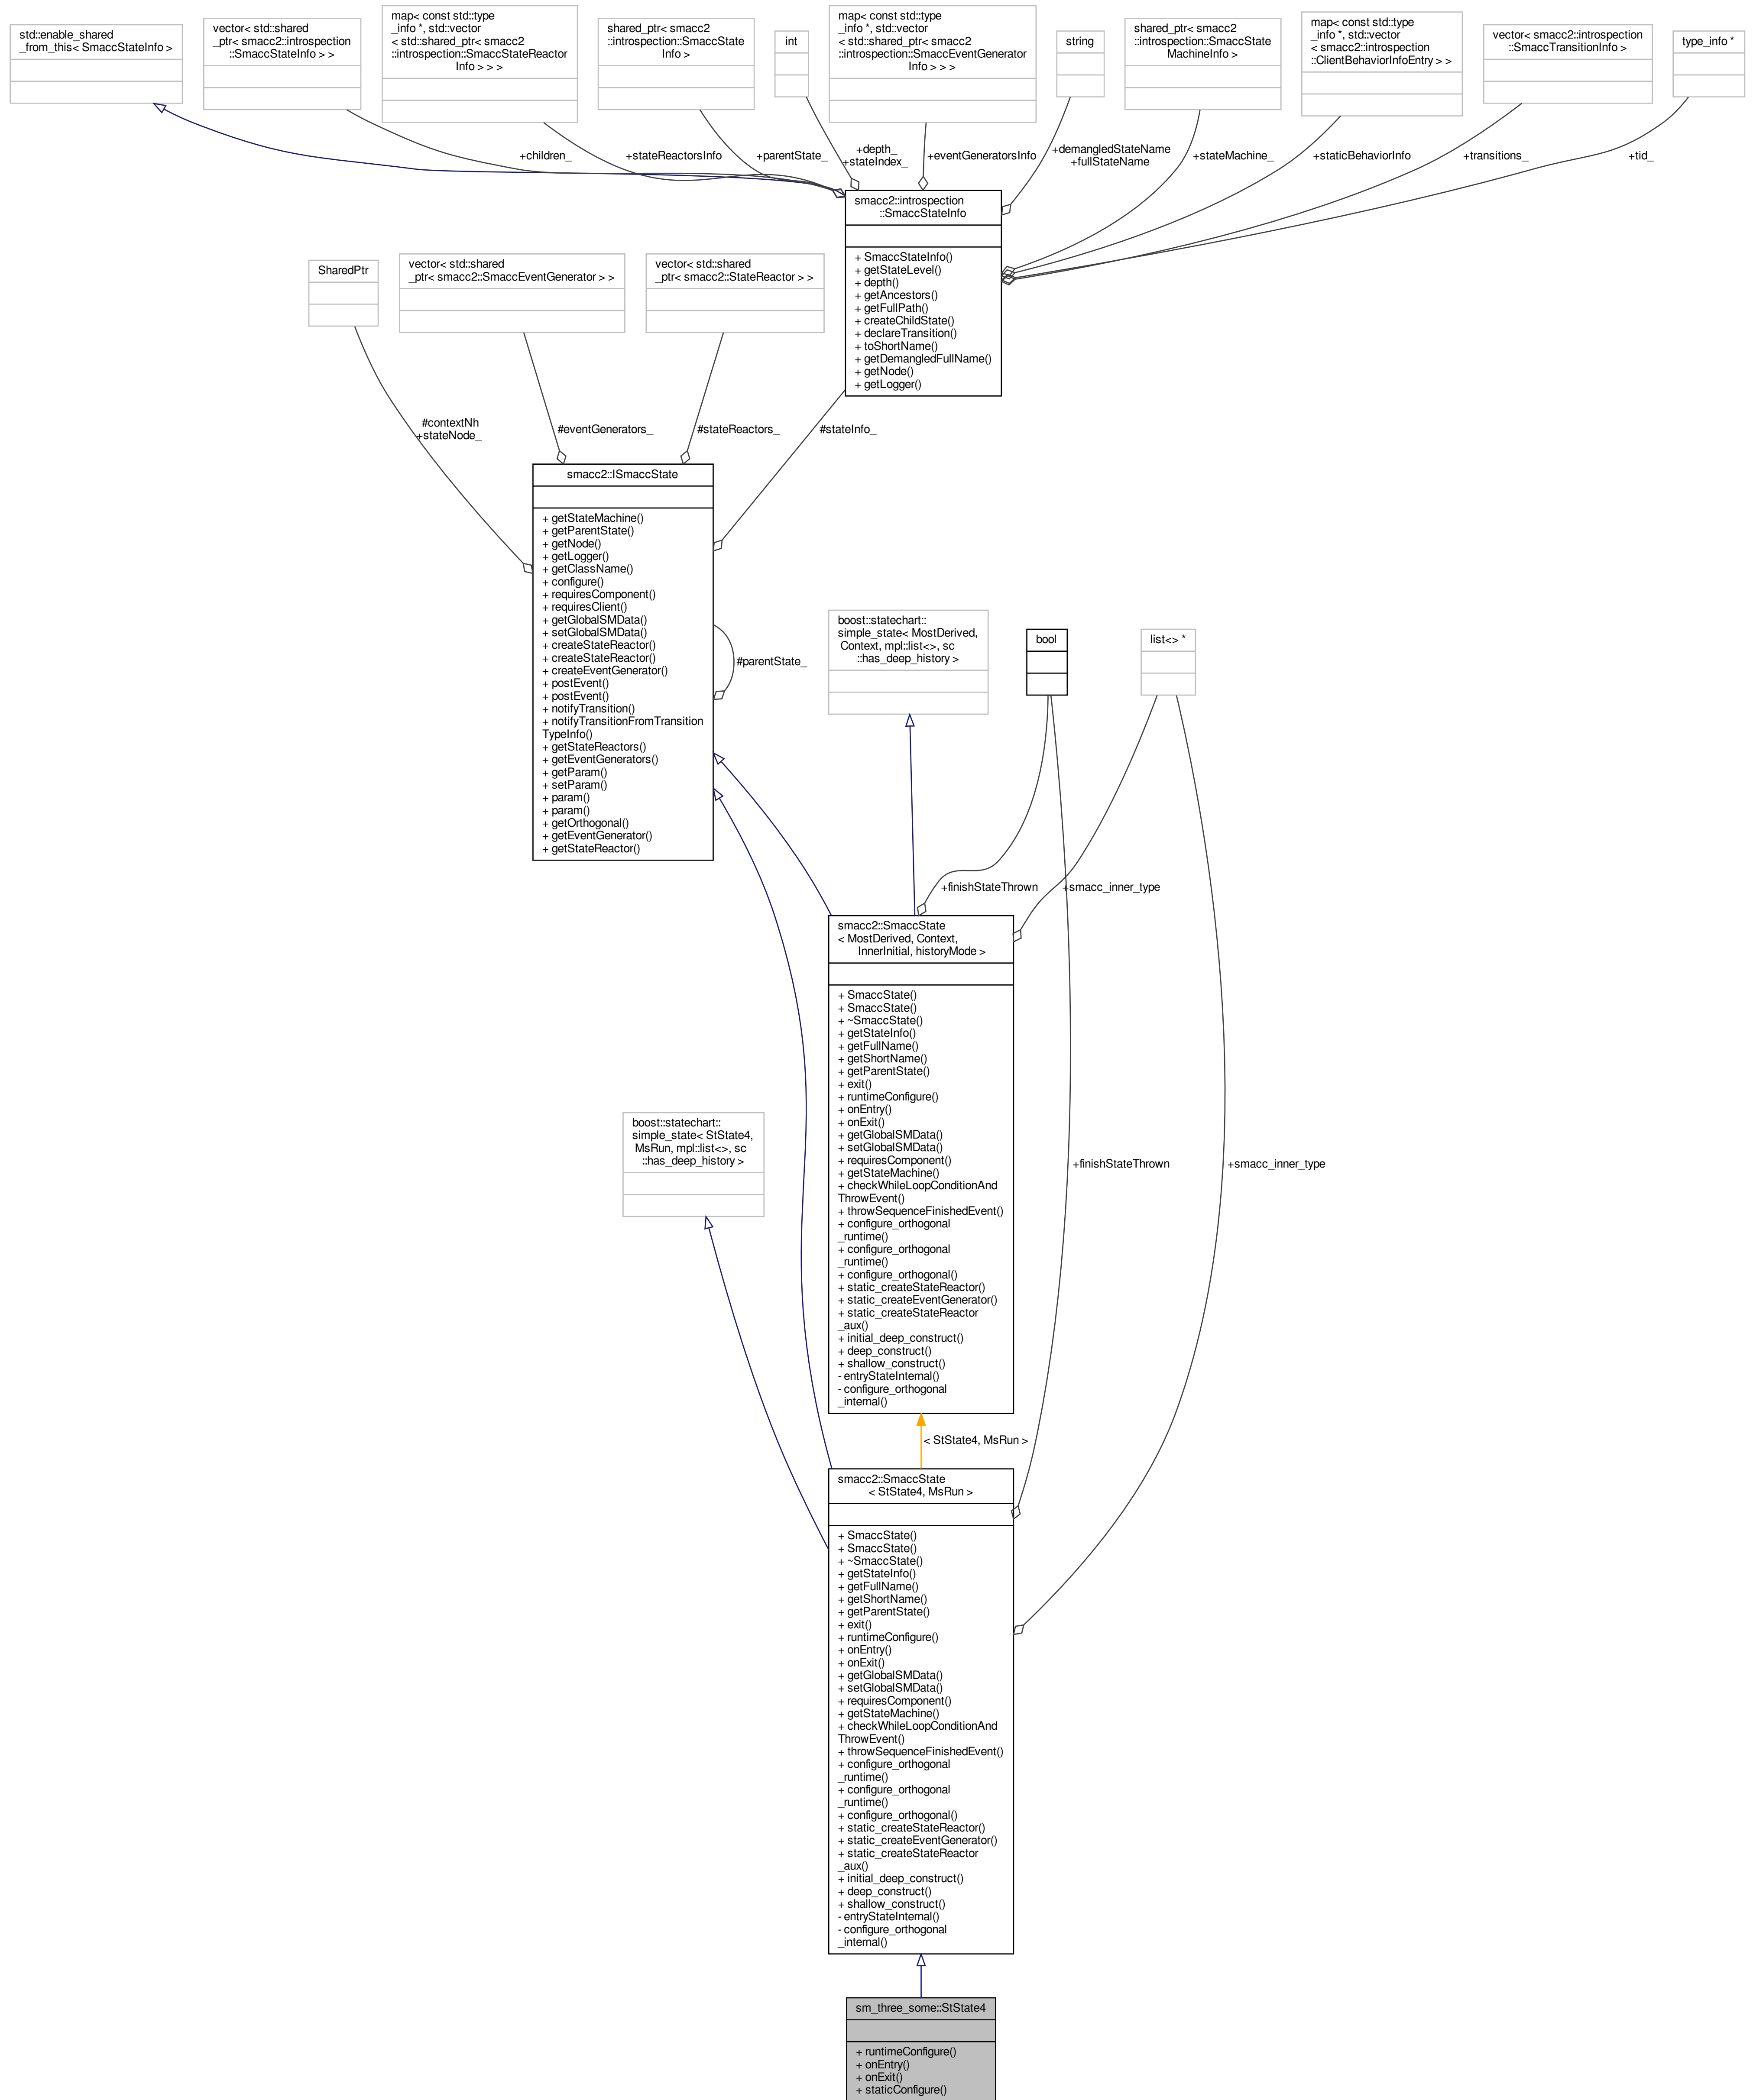 std::enable_shared
_from_this< SmaccStateInfo >
vector< std::shared
_ptr< smacc2::introspection
::SmaccStateInfo > >
map< const std::type
_info *, std::vector
< std::shared_ptr< smacc2
::introspection::SmaccStateReactor
Info > > >
shared_ptr< smacc2
::introspection::SmaccState
Info >
int
map< const std::type
_info *, std::vector
< std::shared_ptr< smacc2
::introspection::SmaccEventGenerator
Info > > >
string
shared_ptr< smacc2
::introspection::SmaccState
MachineInfo >
map< const std::type
_info *, std::vector
< smacc2::introspection
::ClientBehaviorInfoEntry > >
vector< smacc2::introspection
::SmaccTransitionInfo >
type_info *
+children_
+stateReactorsInfo
+parentState_
+depth_
+stateIndex_
+eventGeneratorsInfo
+demangledStateName
+fullStateName
+stateMachine_
+staticBehaviorInfo
+transitions_
+tid_
smacc2::introspection
::SmaccStateInfo
+ SmaccStateInfo()
+ getStateLevel()
+ depth()
+ getAncestors()
+ getFullPath()
+ createChildState()
+ declareTransition()
+ toShortName()
+ getDemangledFullName()
+ getNode()
+ getLogger()
SharedPtr
vector< std::shared
_ptr< smacc2::SmaccEventGenerator > >
vector< std::shared
_ptr< smacc2::StateReactor > >
#contextNh
+stateNode_
#eventGenerators_
#stateReactors_
#stateInfo_
smacc2::ISmaccState
+ getStateMachine()
+ getParentState()
+ getNode()
+ getLogger()
+ getClassName()
+ configure()
+ requiresComponent()
+ requiresClient()
+ getGlobalSMData()
+ setGlobalSMData()
+ createStateReactor()
+ createStateReactor()
+ createEventGenerator()
+ postEvent()
+ postEvent()
+ notifyTransition()
+ notifyTransitionFromTransition
TypeInfo()
+ getStateReactors()
+ getEventGenerators()
+ getParam()
+ setParam()
+ param()
+ param()
+ getOrthogonal()
+ getEventGenerator()
+ getStateReactor()
#parentState_
boost::statechart::
simple_state< MostDerived,
Context, mpl::list<>, sc
::has_deep_history >
bool
list<> *
+finishStateThrown
+smacc_inner_type
smacc2::SmaccState
< MostDerived, Context,
InnerInitial, historyMode >
+ SmaccState()
+ SmaccState()
+ ~SmaccState()
+ getStateInfo()
+ getFullName()
+ getShortName()
+ getParentState()
+ exit()
+ runtimeConfigure()
+ onEntry()
+ onExit()
+ getGlobalSMData()
+ setGlobalSMData()
+ requiresComponent()
+ getStateMachine()
+ checkWhileLoopConditionAnd
ThrowEvent()
+ throwSequenceFinishedEvent()
+ configure_orthogonal
_runtime()
+ configure_orthogonal
_runtime()
+ configure_orthogonal()
+ static_createStateReactor()
+ static_createEventGenerator()
+ static_createStateReactor
_aux()
+ initial_deep_construct()
+ deep_construct()
+ shallow_construct()
- entryStateInternal()
- configure_orthogonal
_internal()
boost::statechart::
simple_state< StState4,
MsRun, mpl::list<>, sc
::has_deep_history >
+finishStateThrown
+smacc_inner_type
< StState4, MsRun >
smacc2::SmaccState
< StState4, MsRun >
+ SmaccState()
+ SmaccState()
+ ~SmaccState()
+ getStateInfo()
+ getFullName()
+ getShortName()
+ getParentState()
+ exit()
+ runtimeConfigure()
+ onEntry()
+ onExit()
+ getGlobalSMData()
+ setGlobalSMData()
+ requiresComponent()
+ getStateMachine()
+ checkWhileLoopConditionAnd
ThrowEvent()
+ throwSequenceFinishedEvent()
+ configure_orthogonal
_runtime()
+ configure_orthogonal
_runtime()
+ configure_orthogonal()
+ static_createStateReactor()
+ static_createEventGenerator()
+ static_createStateReactor
_aux()
+ initial_deep_construct()
+ deep_construct()
+ shallow_construct()
- entryStateInternal()
- configure_orthogonal
_internal()
sm_three_some::StState4
+ runtimeConfigure()
+ onEntry()
+ onExit()
+ staticConfigure()